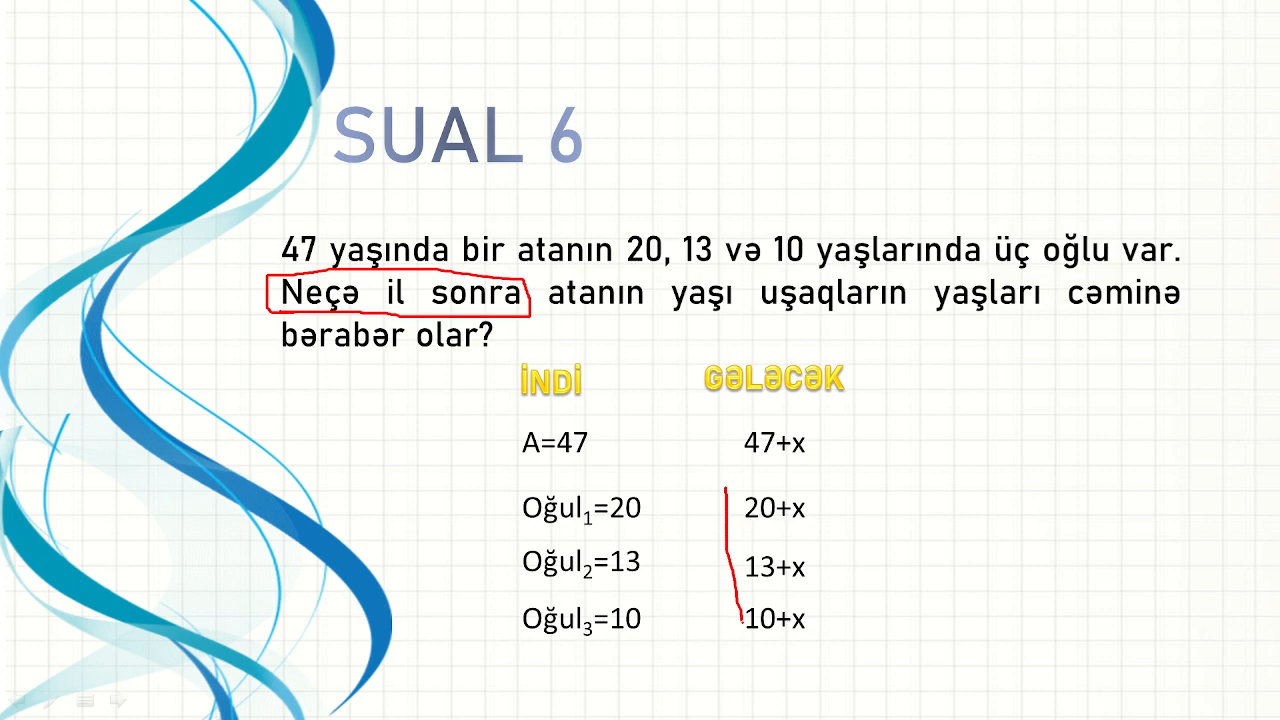 SUAL 6
47 yaşında bir atanın 20, 13 və 10 yaşlarında üç oğlu var.
Neçə il sonra atanın yaşı uşaqların yaşları cəminə
bərabər olar?
İNDİ GƏLƏCƏK
A=47 47+x
Oğul₁=20 20+x
Oğul₂=13 13+x
Oğul₃=10 10+x